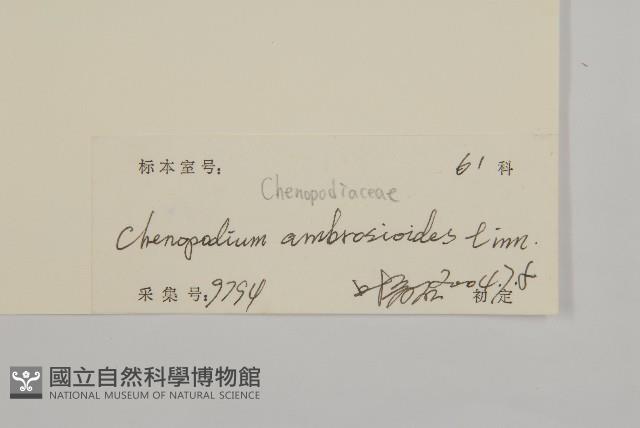 标本室号: 61 科
Chenopodiaceae
Chenopodium ambrosioides Linn.
采集号: 9794 2004.7.8 初定
國立自然科學博物館
NATIONAL MUSEUM OF NATURAL SCIENCE